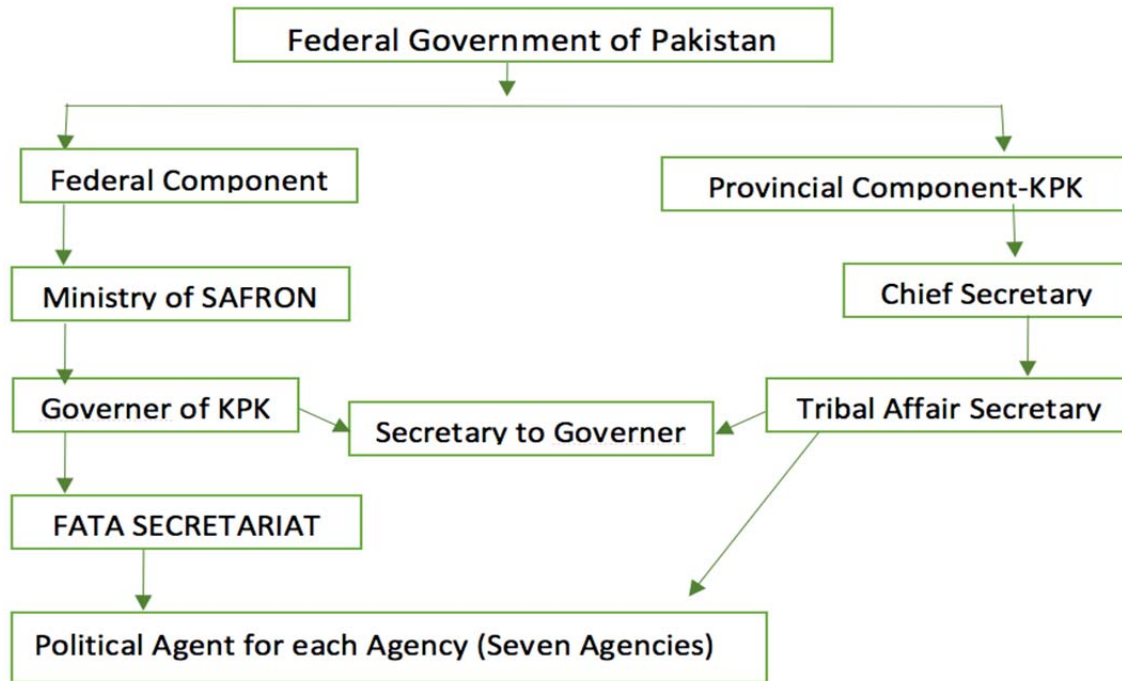 Federal Government of Pakistan
Federal Component
Provincial Component-KPK
Ministry of SAFRON
Chief Secretary
Governer of KPK
Secretary to Governer
Tribal Affair Secretary
FATA SECRETARIAT
Political Agent for each Agency (Seven Agencies)